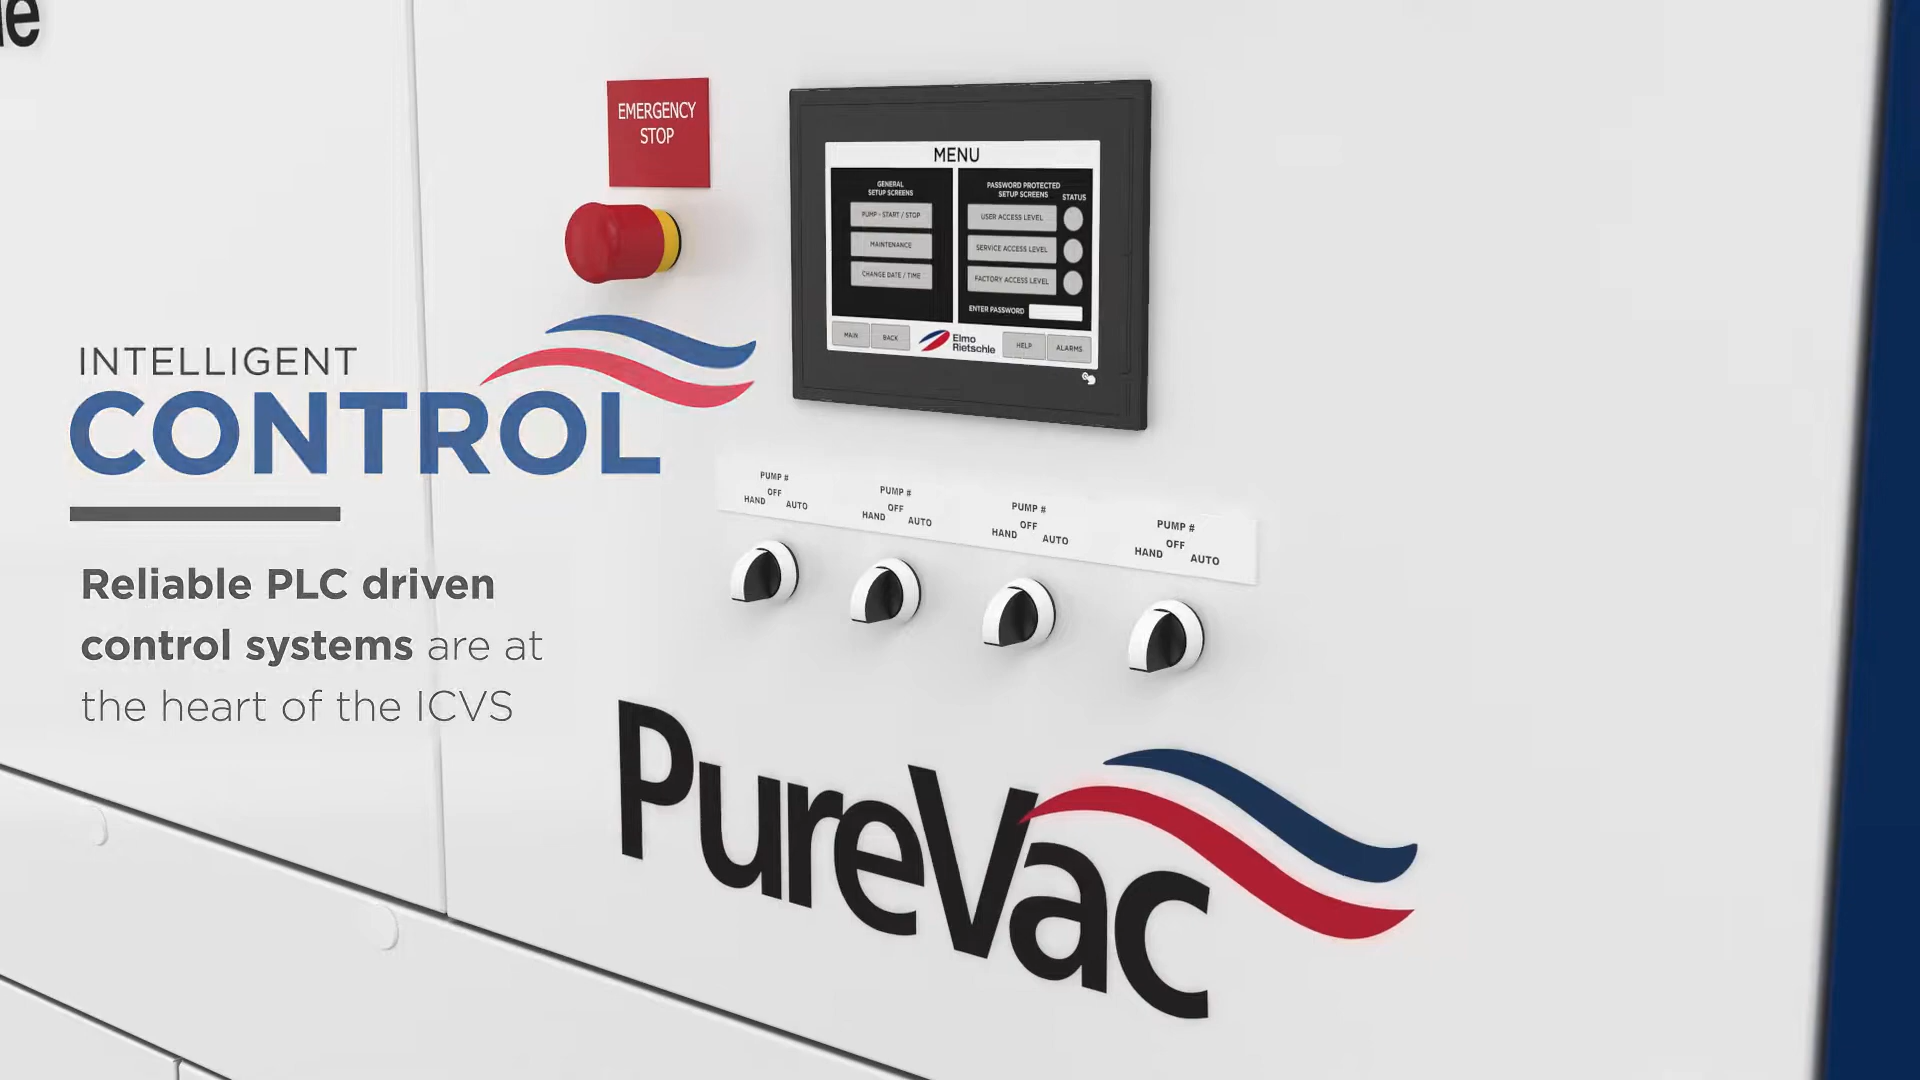 EMERGENCY
STOP
MENU
GENERAL
SETUP SCREENS
PUMP - START / STOP
MAINTENANCE
CHANGE DATE / TIME
PASSWORD PROTECTED
SETUP SCREENS
STATUS
USER ACCESS LEVEL
SERVICE ACCESS LEVEL
FACTORY ACCESS LEVEL
ENTER PASSWORD
MAIN
BACK
Elmo
Rietschle
HELP
ALARMS
INTELLIGENT
CONTROL
Reliable PLC driven
control systems are at
the heart of the ICVS
PUMP #
OFF
HAND AUTO
PUMP #
OFF
HAND AUTO
PUMP #
OFF
HAND AUTO
PUMP #
OFF
HAND AUTO
PureVac